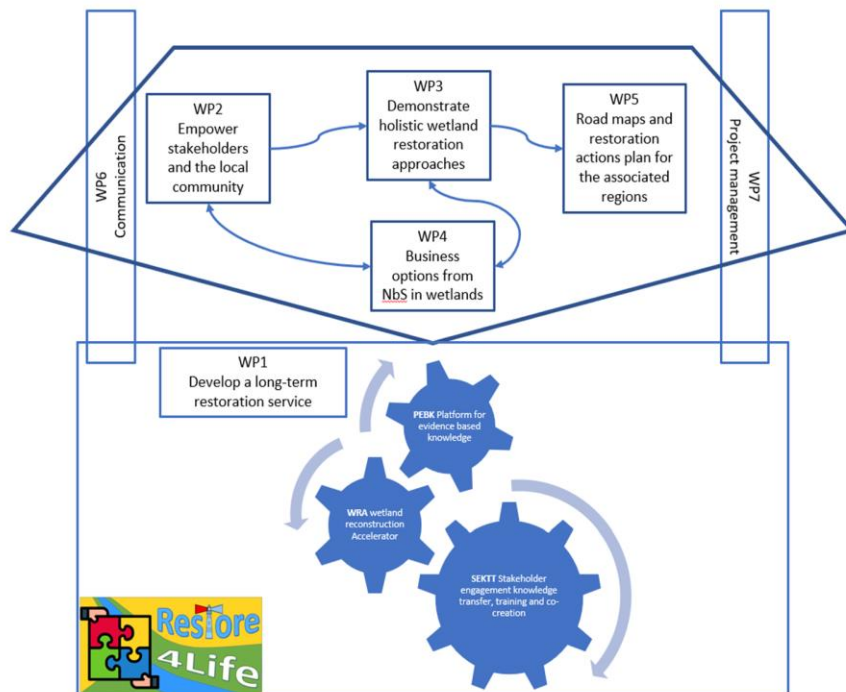 WP6
Communication
WP2
Empower
stakeholders
and the local
community
WP3
Demonstrate
holistic wetland
restoration
approaches
WP5
Road maps and
restoration
actions plan for
the associated
regions
WP7
Project management
WP4
Business
options from
NbS in wetlands
WP1
Develop a long-term
restoration service
PEBK Platform for
evidence based
knowledge
WRA wetland
reconstruction
Accelerator
SEKTT Stakeholder
engagement knowledge
transfer, training and co-
creation
Restore
4Life